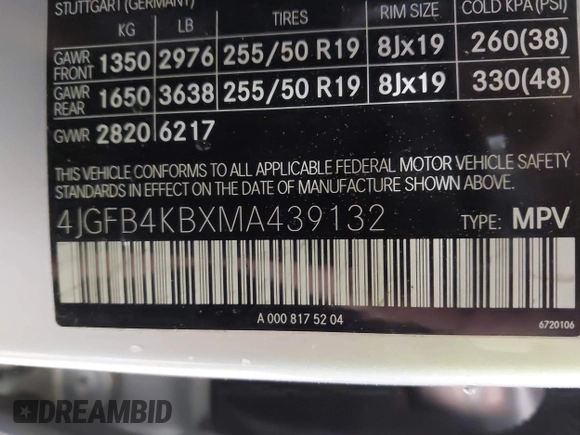 STUTTGART (GERMANY)
KG LB TIRES RIM SIZE COLD KPA(PSI)
GAWR FRONT 1350 2976 255/50 R19 8Jx19 260(38)
GAWR REAR 1650 3638 255/50 R19 8Jx19 330(48)
GVWR 2820 6217
THIS VEHICLE CONFORMS TO ALL APPLICABLE FEDERAL MOTOR VEHICLE SAFETY
STANDARDS IN EFFECT ON THE DATE OF MANUFACTURE SHOWN ABOVE.
4JGFB4KBXMA439132 TYPE: MPV
A 000 817 52 04
6720106
DREAMBID